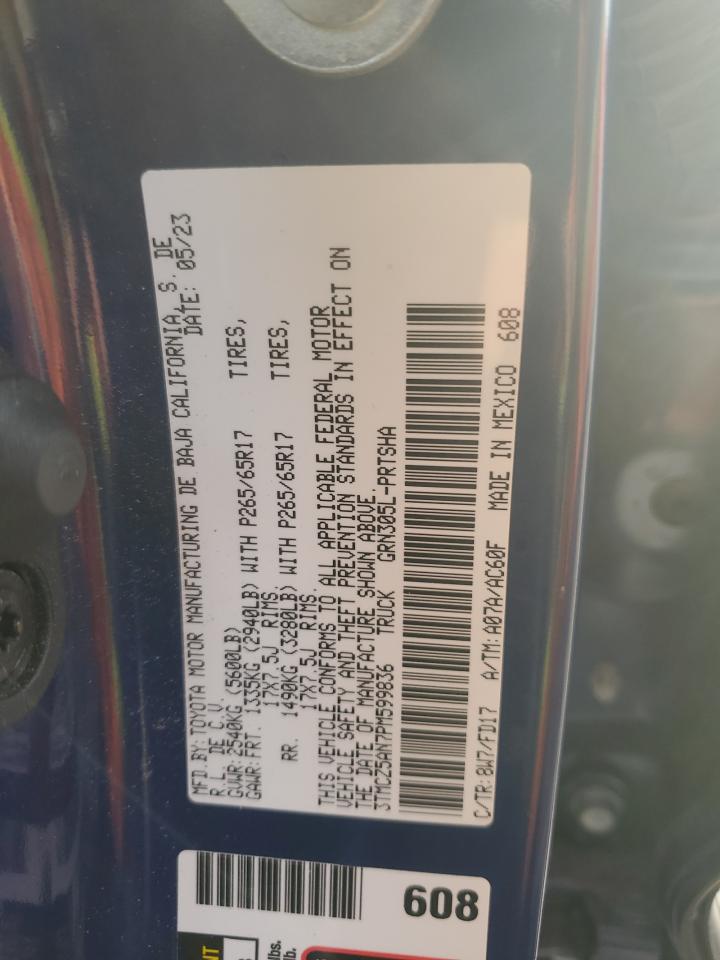 MFD.BY:TOYOTA MOTOR MANUFACTURING DE BAJA CALIFORNIA, S. DE
R.L. DE C.V. DATE: 05/23
GVWR:2540KG (5600LB)
GAWR:FRT. 1335KG (2940LB) WITH P265/65R17 TIRES,
17X7.5J RIMS.
RR. 1490KG (3280LB) WITH P265/65R17 TIRES,
17X7.5J RIMS.
THIS VEHICLE CONFORMS TO ALL APPLICABLE FEDERAL MOTOR
VEHICLE SAFETY AND THEFT PREVENTION STANDARDS IN EFFECT ON
THE DATE OF MANUFACTURE SHOWN ABOVE.
3TMCZ5AN7PM599836 TRUCK GRN305L-PRTSHA
C/TR:8W7/FD17 A/TM:A07A/AC60F MADE IN MEXICO 608
608
lbs.
lb.